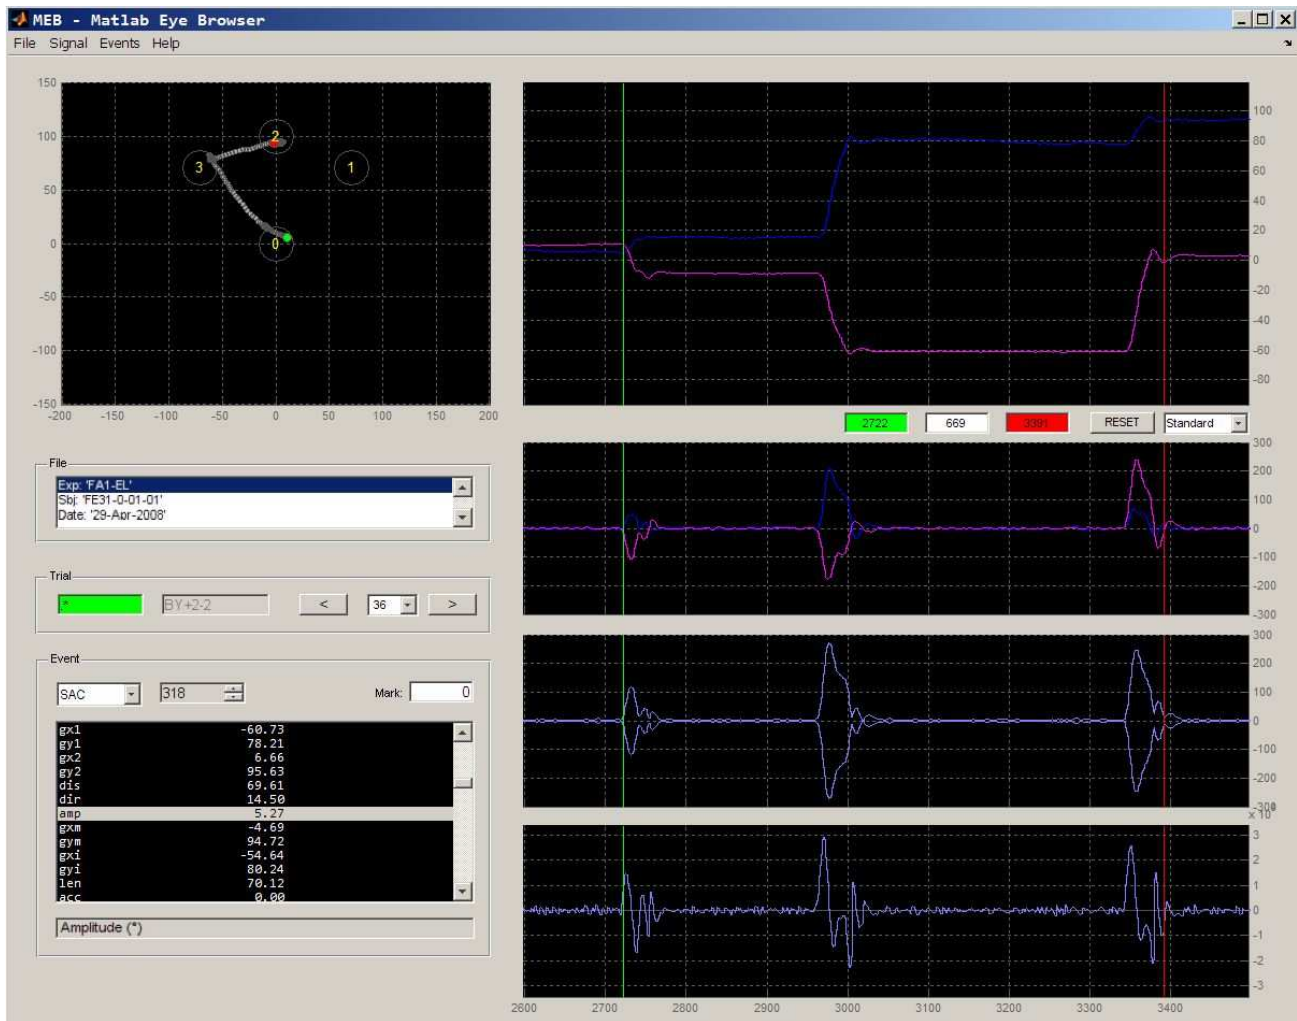 MEB - Matlab Eye Browser
File Signal Events Help
150
100
50
0
-50
-100
-150
-200 -150 -100 -50 0 50 100 150 200
2
3
1
0
100
80
60
40
20
0
-20
-40
-60
-80
2722 669 3391 RESET Standard
File
Exp: 'FA1-EL'
Sbj: 'FE31-0-01-01'
Date: '29-Apr-2008'
300
200
100
0
-100
-200
-300
Trial
.* BY+2-2 < 36 >
Event
SAC 318 Mark: 0
gx1 -60.73
gy1 78.21
gx2 6.66
gy2 95.63
dis 69.61
dir 14.50
amp 5.27
gxm -4.69
gym 94.72
gxi -54.64
gyi 80.24
len 70.12
acc 0.00
Amplitude (*)
300
200
100
0
-100
-200
x 10
3
2
1
0
-1
-2
-3
2600 2700 2800 2900 3000 3100 3200 3300 3400